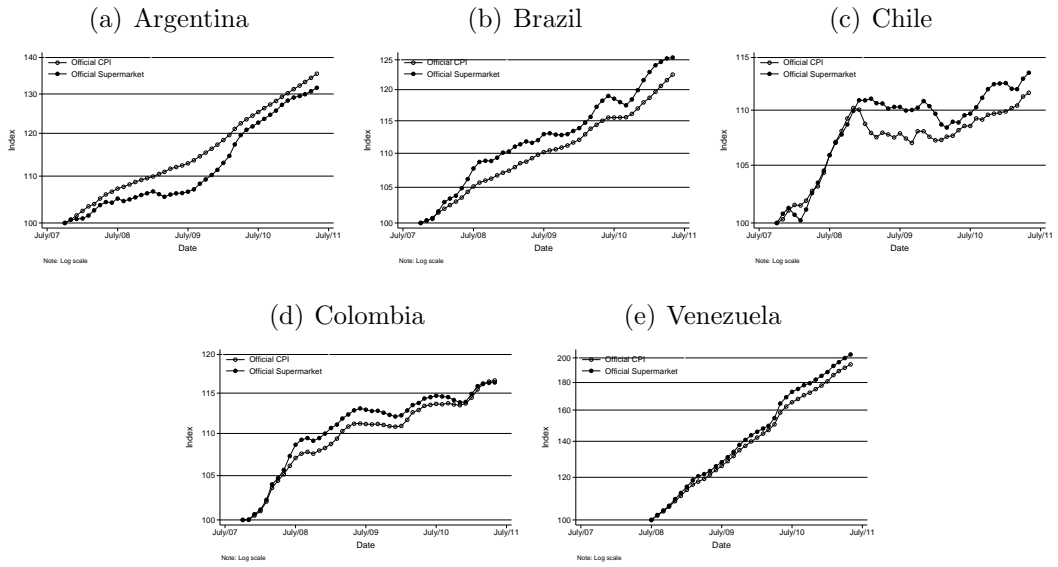 (a) Argentina
140
130
120
110
100
Index
Official CPI
Official Supermarket
July/07 July/08 July/09 July/10 July/11
Date
Note: Log scale
(b) Brazil
125
120
115
110
105
100
Index
Official CPI
Official Supermarket
July/07 July/08 July/09 July/10 July/11
Date
Note: Log scale
(c) Chile
115
110
105
100
Index
Official CPI
Official Supermarket
July/07 July/08 July/09 July/10 July/11
Date
Note: Log scale
(d) Colombia
120
115
110
105
100
Index
Official CPI
Official Supermarket
July/07 July/08 July/09 July/10 July/11
Date
Note: Log scale
(e) Venezuela
200
180
160
140
120
100
Index
Official CPI
Official Supermarket
July/07 July/08 July/09 July/10 July/11
Date
Note: Log scale